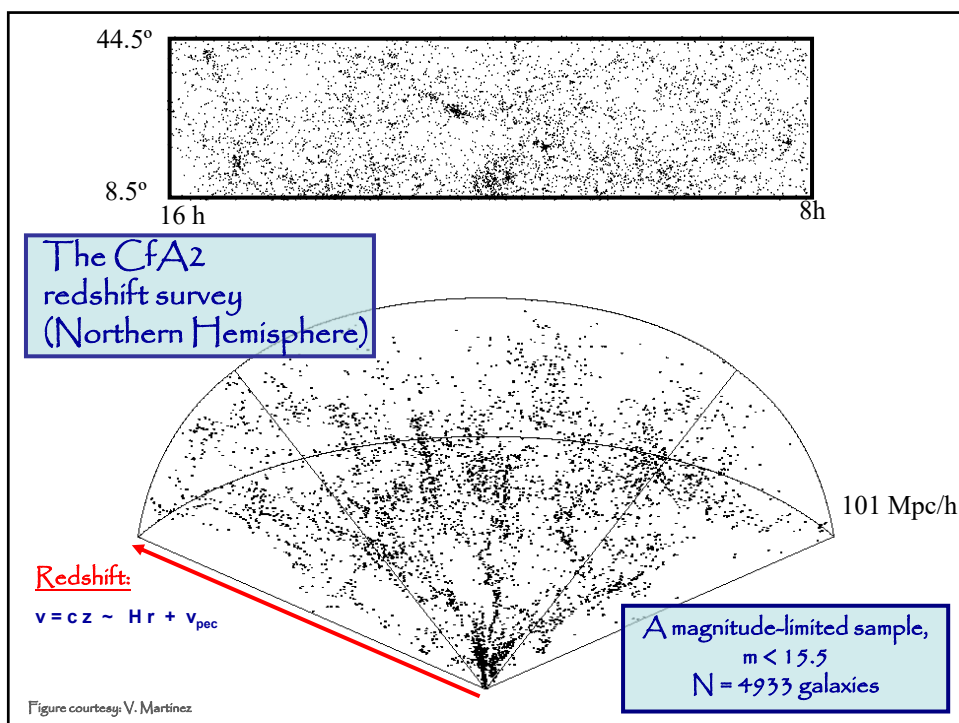 44.5º
8.5º
16 h
8h
The CfA2
redshift survey
(Northern Hemisphere)
101 Mpc/h
Redshift:
v = c z ~ H r + vpec
A magnitude-limited sample,
m < 15.5
N = 4933 galaxies
Figure courtesy: V. Martínez